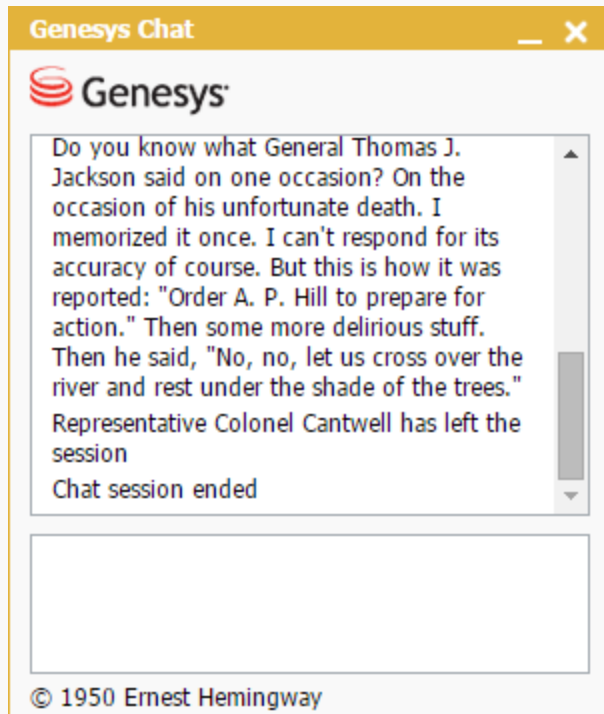 Genesys Chat
Genesys
Do you know what General Thomas J.
Jackson said on one occasion? On the
occasion of his unfortunate death. I
memorized it once. I can't respond for its
accuracy of course. But this is how it was
reported: "Order A. P. Hill to prepare for
action." Then some more delirious stuff.
Then he said, "No, no, let us cross over the
river and rest under the shade of the trees."
Representative Colonel Cantwell has left the
session
Chat session ended
© 1950 Ernest Hemingway